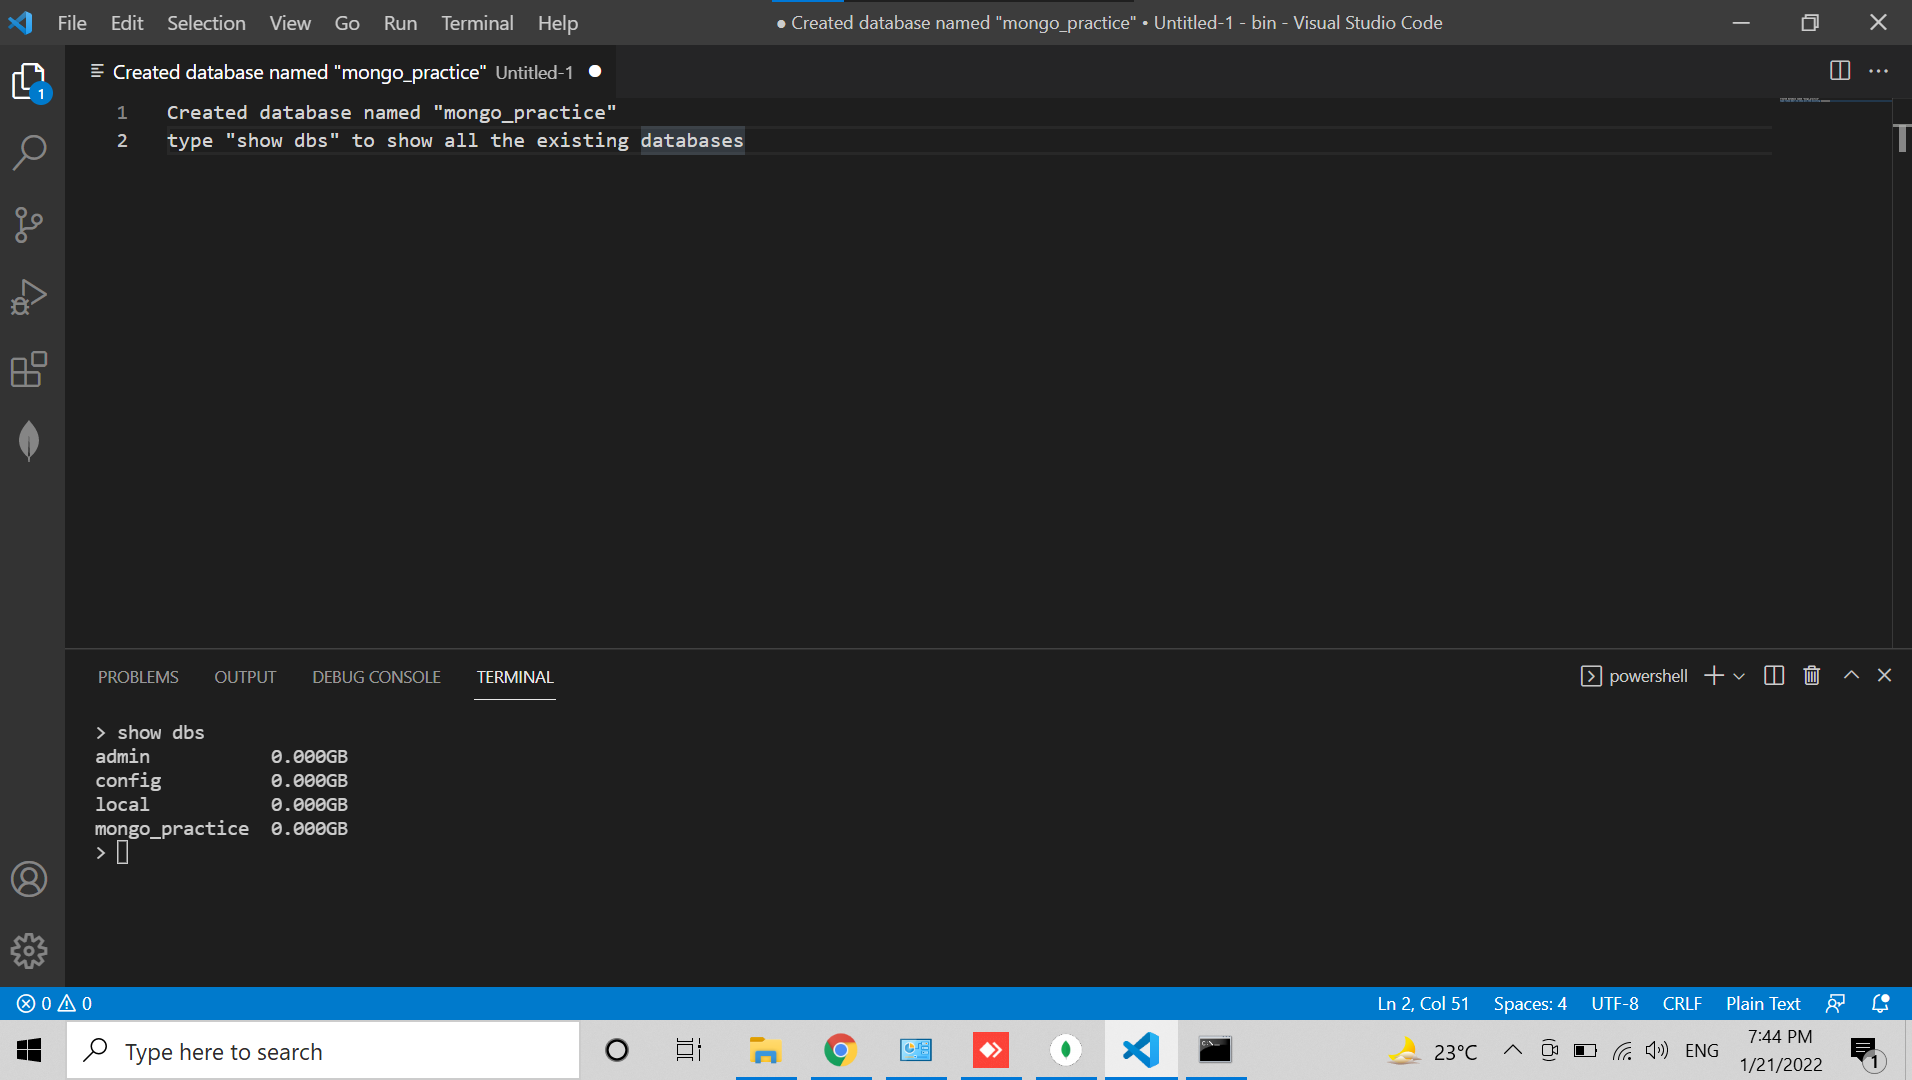 File Edit Selection View Go Run Terminal Help
● Created database named "mongo_practice" • Untitled-1 - bin - Visual Studio Code
Created database named "mongo_practice" Untitled-1 ●
1
1 Created database named "mongo_practice"
2 type "show dbs" to show all the existing databases
PROBLEMS OUTPUT DEBUG CONSOLE TERMINAL
powershell
> show dbs
admin 0.000GB
config 0.000GB
local 0.000GB
mongo_practice 0.000GB
>
0 0
Ln 2, Col 51 Spaces: 4 UTF-8 CRLF Plain Text
Type here to search
23°C
ENG
7:44 PM
1/21/2022
1